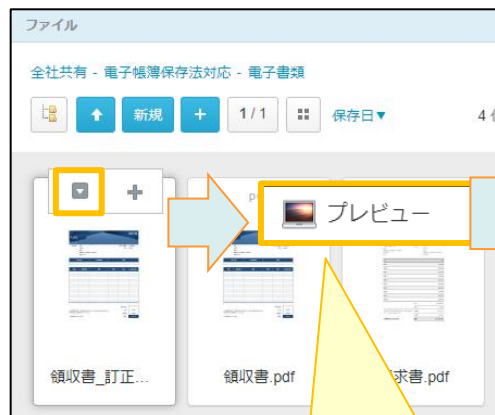 ファイル
全社共有 - 電子帳簿保存法対応 - 電子書類
新規
+
1 / 1
保存日▼
4
プレビュー
領収書_訂正...
領収書.pdf
求書.pdf